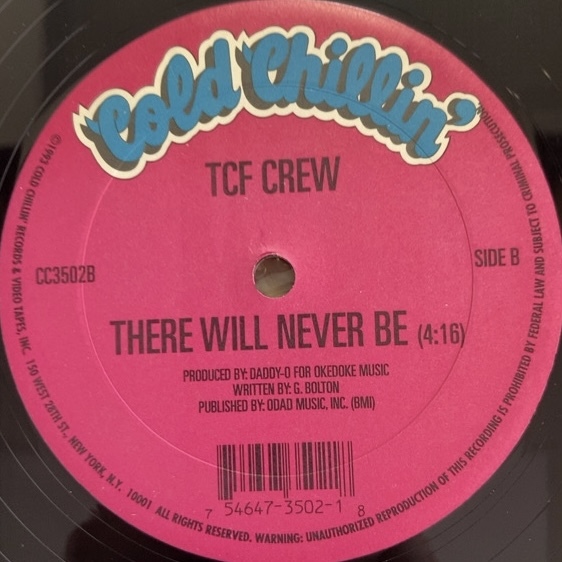 Cold Chillin'
TCF CREW
CC3502B
SIDE B
THERE WILL NEVER BE (4:16)
PRODUCED BY: DADDY-O FOR OKEDOKE MUSIC
WRITTEN BY: G. BOLTON
PUBLISHED BY: ODAD MUSIC, INC. (BMI)
7 54647-3502-1 8
©1993 COLD CHILLIN' RECORDS & VIDEO TAPES, INC. 150 WEST 28TH ST., NEW YORK, N.Y. 10001 ALL RIGHTS RESERVED. WARNING: UNAUTHORIZED REPRODUCTION OF THIS RECORDING IS PROHIBITED BY FEDERAL LAW AND SUBJECT TO CRIMINAL PROSECUTION